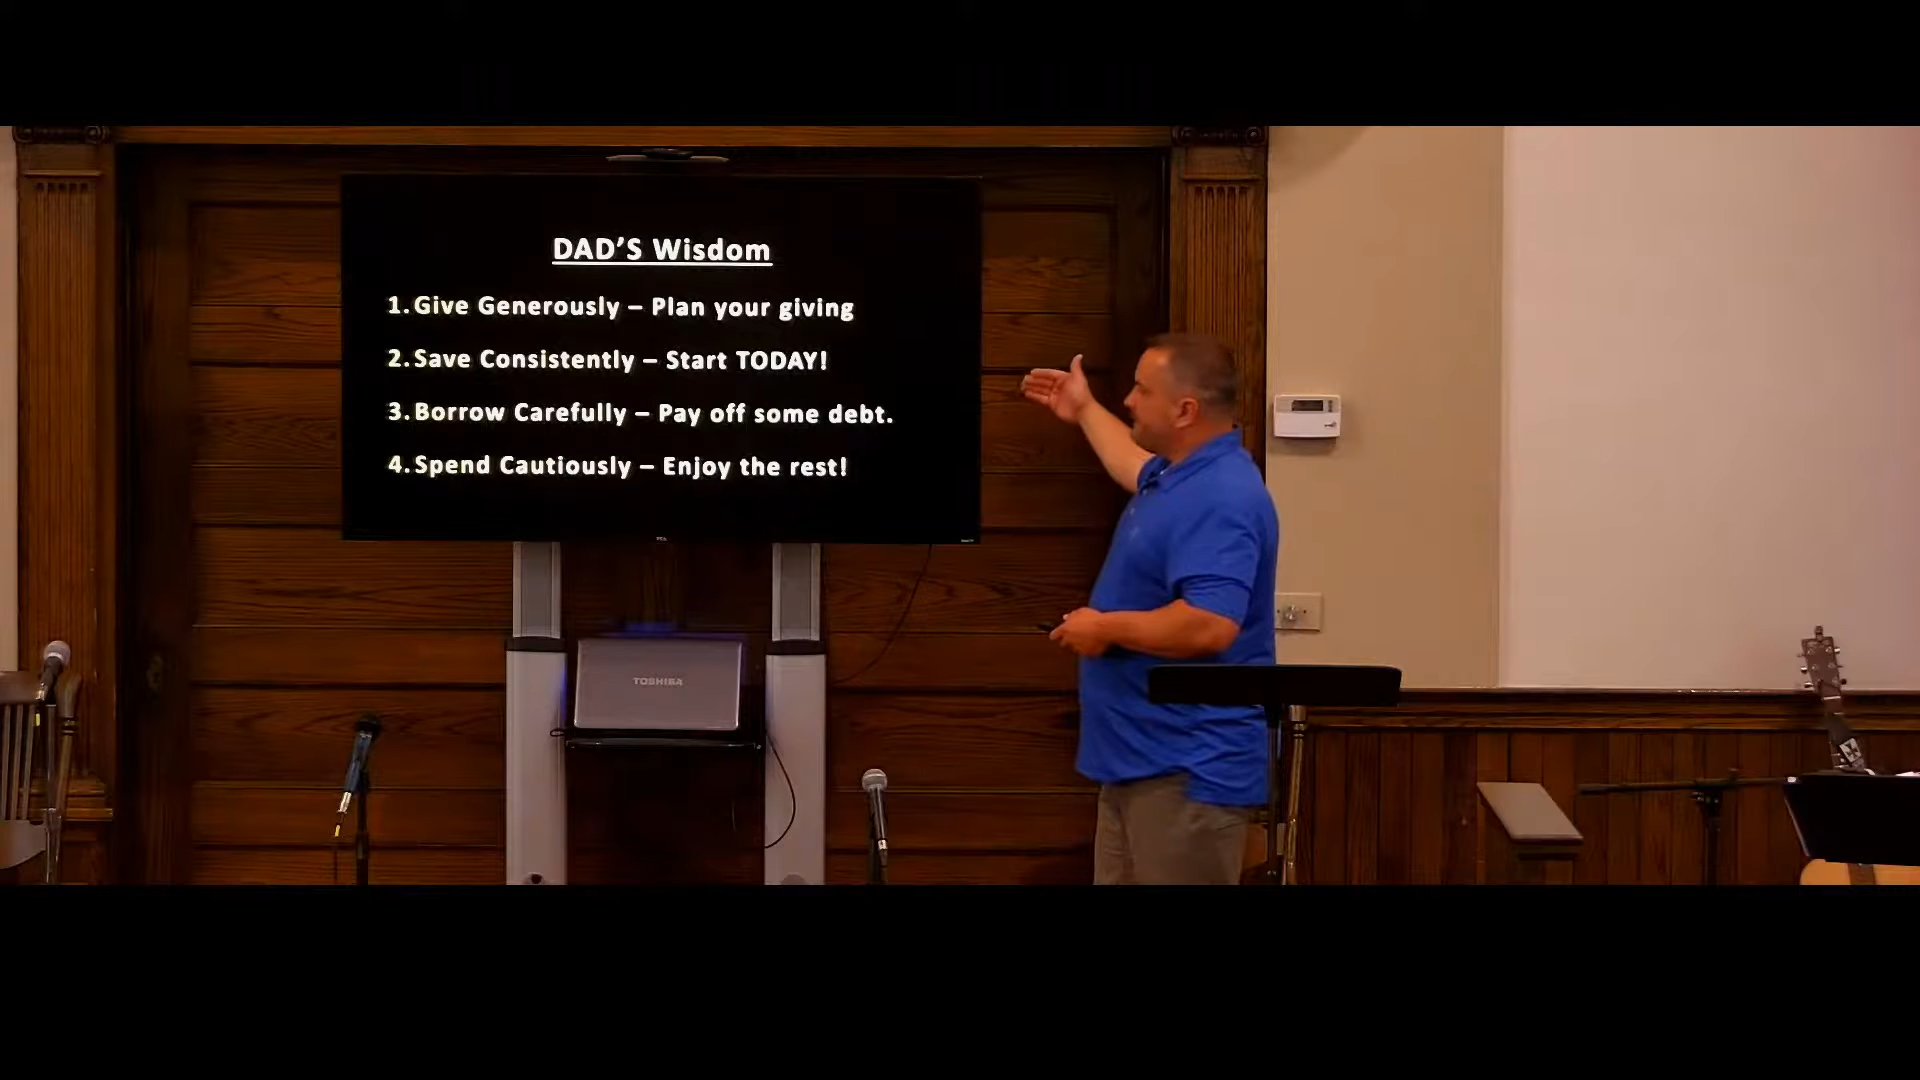 DAD'S Wisdom
1. Give Generously – Plan your giving
2. Save Consistently – Start TODAY!
3. Borrow Carefully – Pay off some debt.
4. Spend Cautiously – Enjoy the rest!
TCL
TOSHIBA